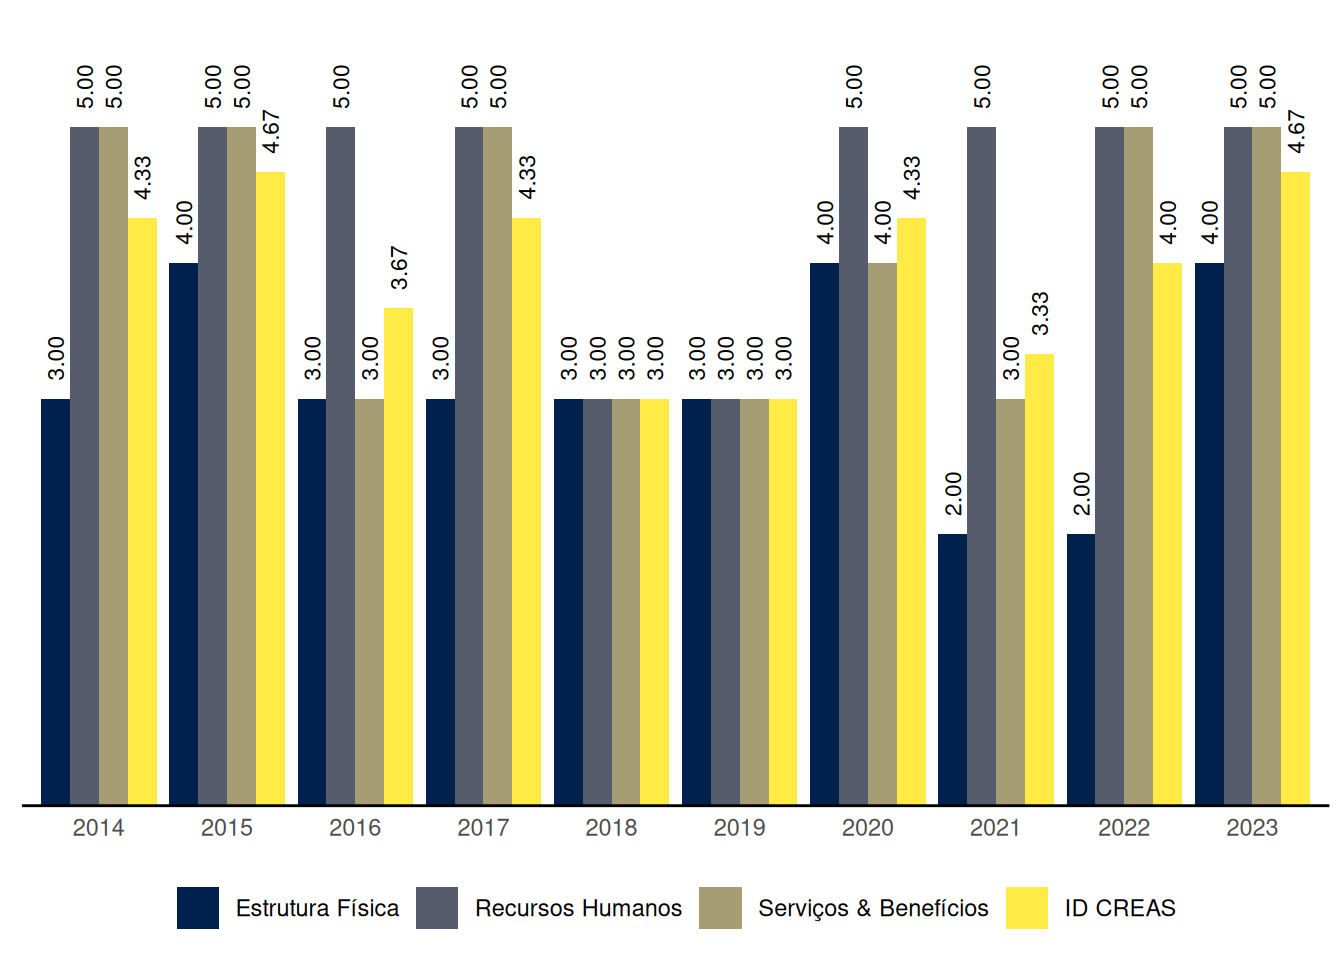 5.00 5.00 5.00 5.00 5.00 5.00 5.00 5.00 5.00 5.00 5.00 5.00 5.00
4.67 4.67
4.33 4.33 4.33
4.00 4.00 4.00 4.00 4.00
3.67
3.33
3.00 3.00 3.00 3.00 3.00 3.00 3.00 3.00 3.00 3.00 3.00 3.00 3.00
2.00 2.00
2014 2015 2016 2017 2018 2019 2020 2021 2022 2023
Estrutura Física Recursos Humanos Serviços & Benefícios ID CREAS